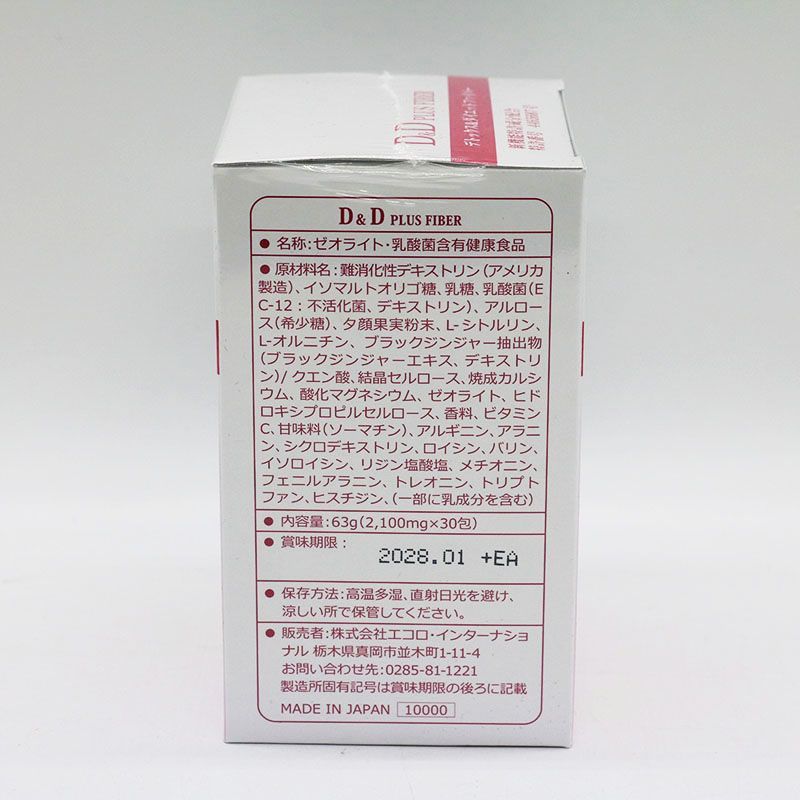 D&D PLUS FIBER
デトックス&ダイエットファイバー
D & D PLUS FIBER
● 名称:ゼオライト・乳酸菌含有健康食品
● 原材料名:難消化性デキストリン(アメリカ
製造)、イソマルトオリゴ糖、乳糖、乳酸菌(E
C-12:不活化菌、デキストリン)、アルロー
ス(希少糖)、夕顔果実粉末、L-シトルリン、
L-オルニチン、ブラックジンジャー抽出物
(ブラックジンジャーエキス、デキストリ
ン)/クエン酸、結晶セルロース、焼成カルシ
ウム、酸化マグネシウム、ゼオライト、ヒド
ロキシプロピルセルロース、香料、ビタミン
C、甘味料(ソーマチン)、アルギニン、アラニ
ン、シクロデキストリン、ロイシン、バリン、
イソロイシン、リジン塩酸塩、メチオニン、
フェニルアラニン、トレオニン、トリプト
ファン、ヒスチジン、(一部に乳成分を含む)
● 内容量:63g(2,100mg×30包)
● 賞味期限:
2028.01 +EA
● 保存方法:高温多湿、直射日光を避け、
涼しい所で保管してください。
● 販売者:株式会社エコロ・インターナショ
ナル 栃木県真岡市並木町1-11-4
お問い合わせ先:0285-81-1221
製造所固有記号は賞味期限の後ろに記載
MADE IN JAPAN 10000